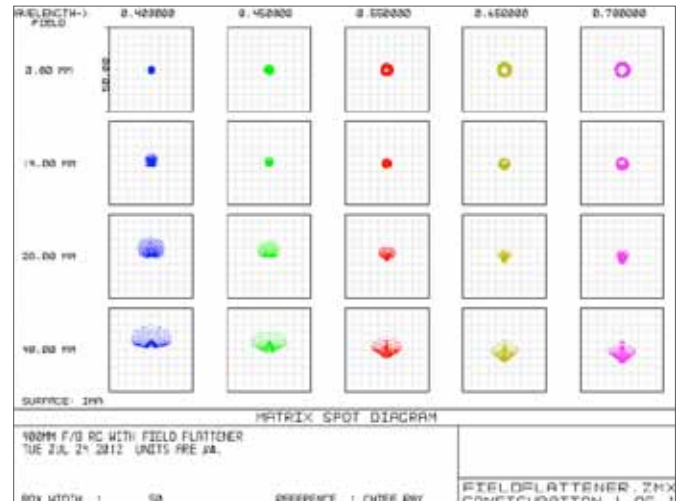 WAVELENGTH-> 0.400000 0.450000 0.550000 0.650000 0.700000
FIELD
0.00 MM
50.00
14.00 MM
20.00 MM
40.00 MM
SURFACE: IMA
MATRIX SPOT DIAGRAM
400MM F/8 RC WITH FIELD FLATTENER
TUE JUL 24 2012 UNITS ARE µm.
BOX WIDTH : 50 REFERENCE : CHIEF RAY
FIELDFLATTENER.ZMX
CONFIGURATION 1 OF 1